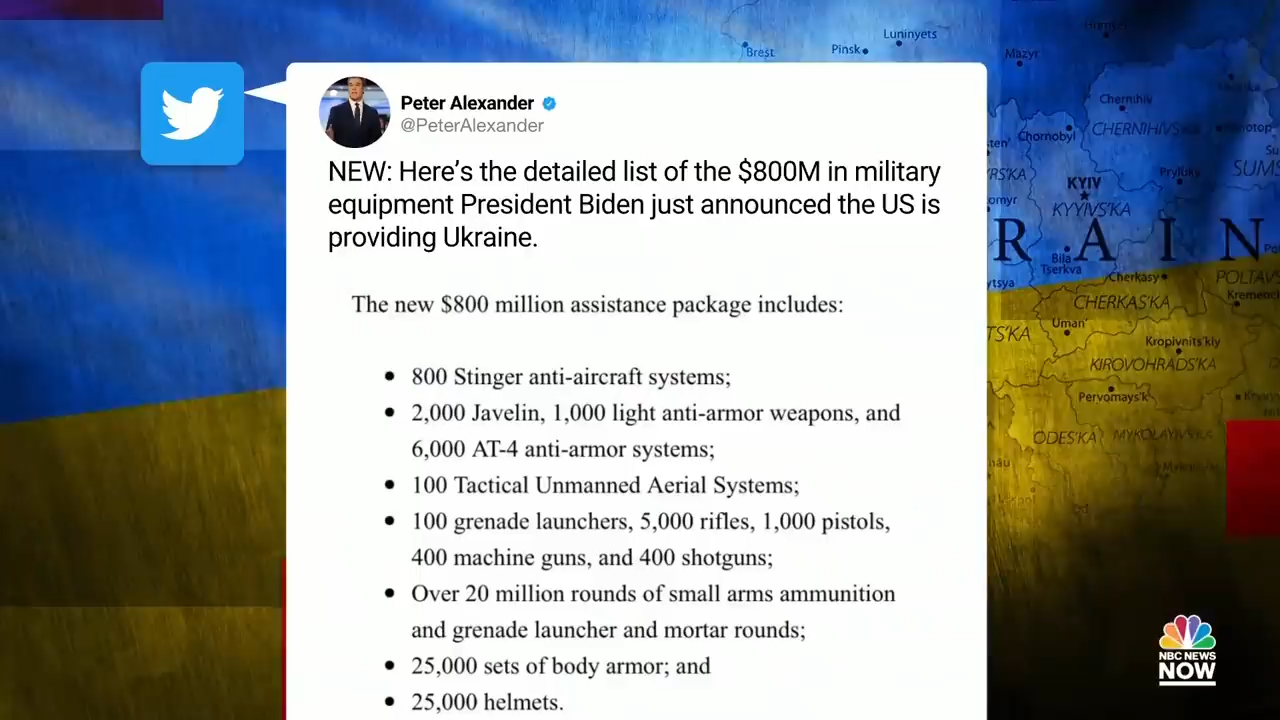 Peter Alexander
@PeterAlexander
NEW: Here's the detailed list of the $800M in military
equipment President Biden just announced the US is
providing Ukraine.
The new $800 million assistance package includes:
• 800 Stinger anti-aircraft systems;
• 2,000 Javelin, 1,000 light anti-armor weapons, and
6,000 AT-4 anti-armor systems;
• 100 Tactical Unmanned Aerial Systems;
• 100 grenade launchers, 5,000 rifles, 1,000 pistols,
400 machine guns, and 400 shotguns;
• Over 20 million rounds of small arms ammunition
and grenade launcher and mortar rounds;
• 25,000 sets of body armor; and
• 25,000 helmets.
Luninyets
Brest
Pinsk
Mazyr
Chernihiv
Chornobyl
CHERNIHIVS'KA
Pryluky
KYIV
KYYIVS'KA
R A I N
Bila
Tserkva
Cherkasy
POLTAVS
CHERKAS'KA
Kremenc
Uman'
Kropivnits'kiy
KIROVOHRADS'KA
Pervomays'k
ODES'KA
MYKOLAYIVS'KA
NBC NEWS
NOW